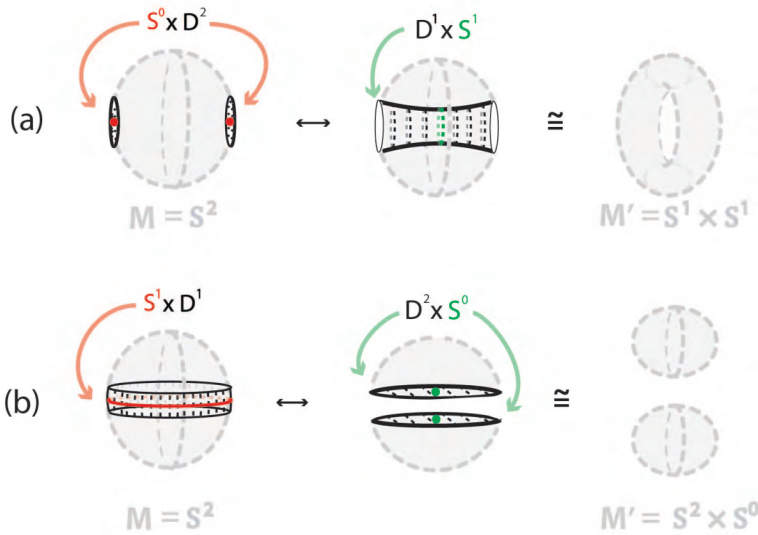 S⁰ x D² D¹ x S¹
(a) ↔ ≅
M = S² M′ = S¹ × S¹
S¹ x D¹ D² x S⁰
(b) ↔ ≅
M = S² M′ = S² × S⁰